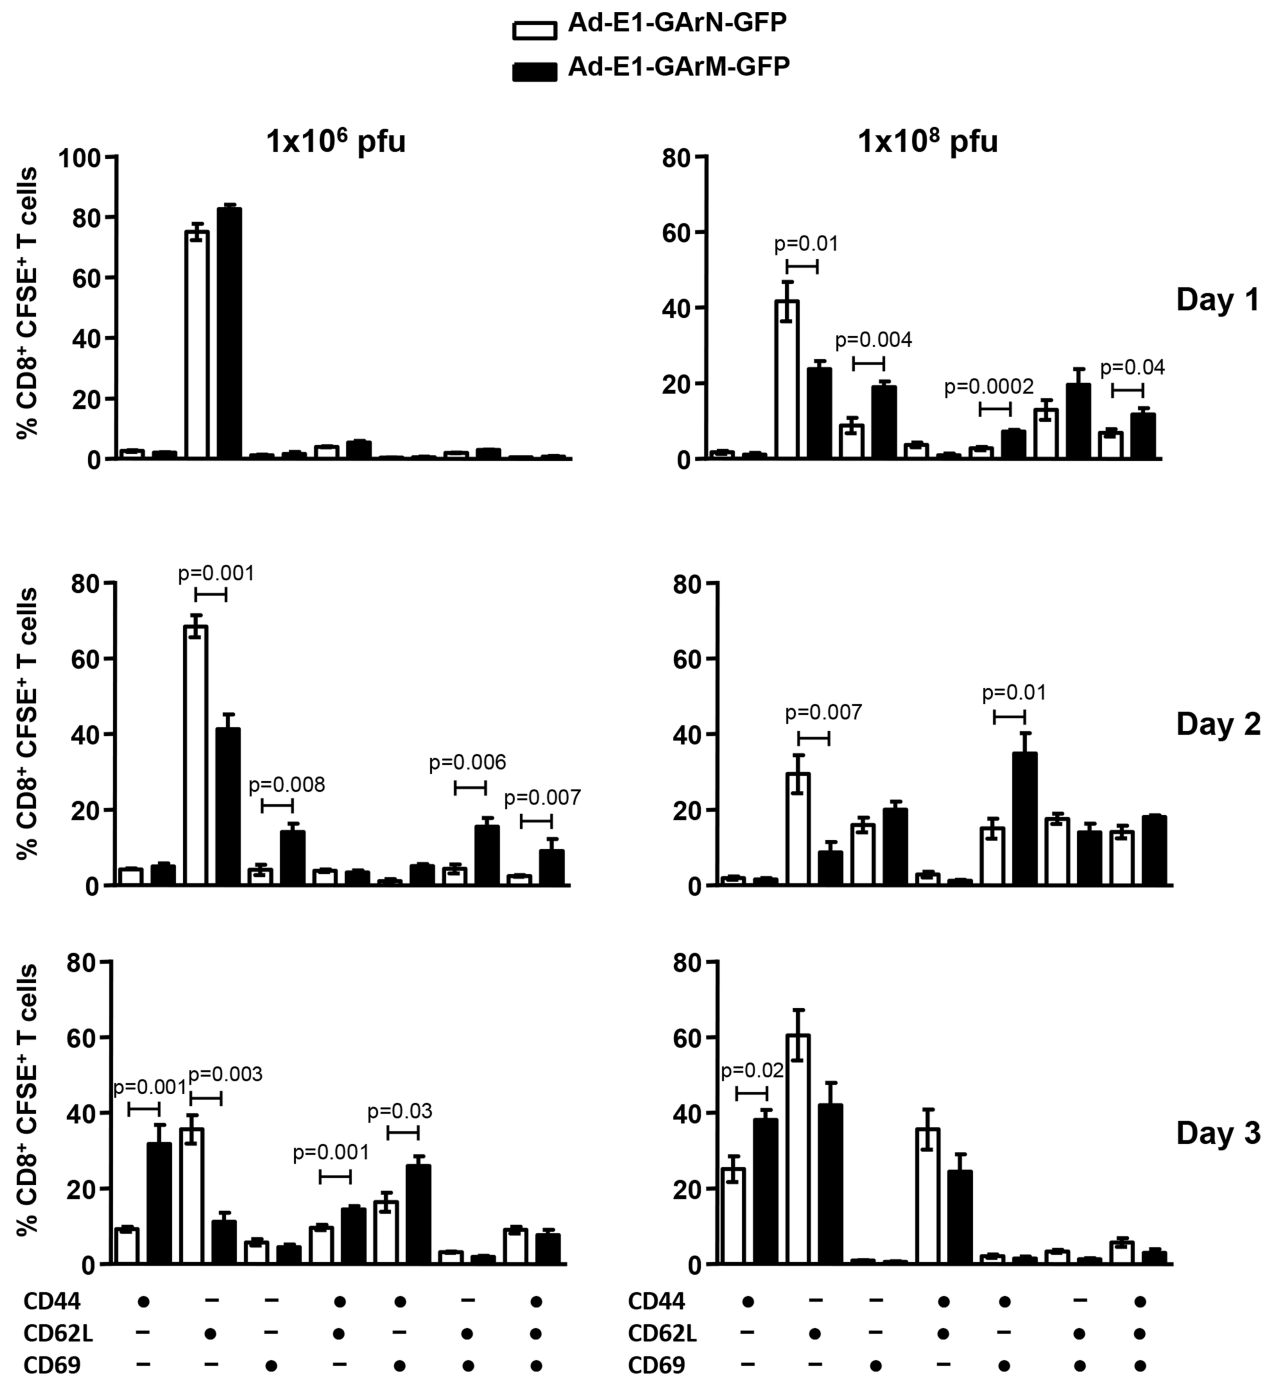 Ad-E1-GArN-GFP
Ad-E1-GArM-GFP
1x10⁶ pfu
1x10⁸ pfu
% CD8⁺ CFSE⁺ T cells
100
80
60
40
20
0
80
60
40
20
0
p=0.01
p=0.004
p=0.0002
p=0.04
Day 1
% CD8⁺ CFSE⁺ T cells
80
60
40
20
0
p=0.001
p=0.008
p=0.006
p=0.007
80
60
40
20
0
p=0.007
p=0.01
Day 2
% CD8⁺ CFSE⁺ T cells
80
60
40
20
0
p=0.001
p=0.003
p=0.001
p=0.03
80
60
40
20
0
p=0.02
Day 3
CD44 ● – – ● ● – ●
CD62L – ● – ● – ● ●
CD69 – – ● – ● ● ●
CD44 ● – – ● ● – ●
CD62L – ● – ● – ● ●
CD69 – – ● – ● ● ●